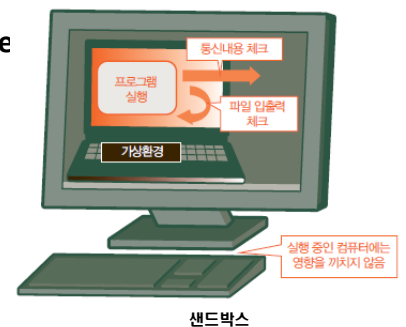 e
통신내용 체크
프로그램
실행
파일 입출력
체크
가상환경
실행 중인 컴퓨터에는
영향을 끼치지 않음
샌드박스